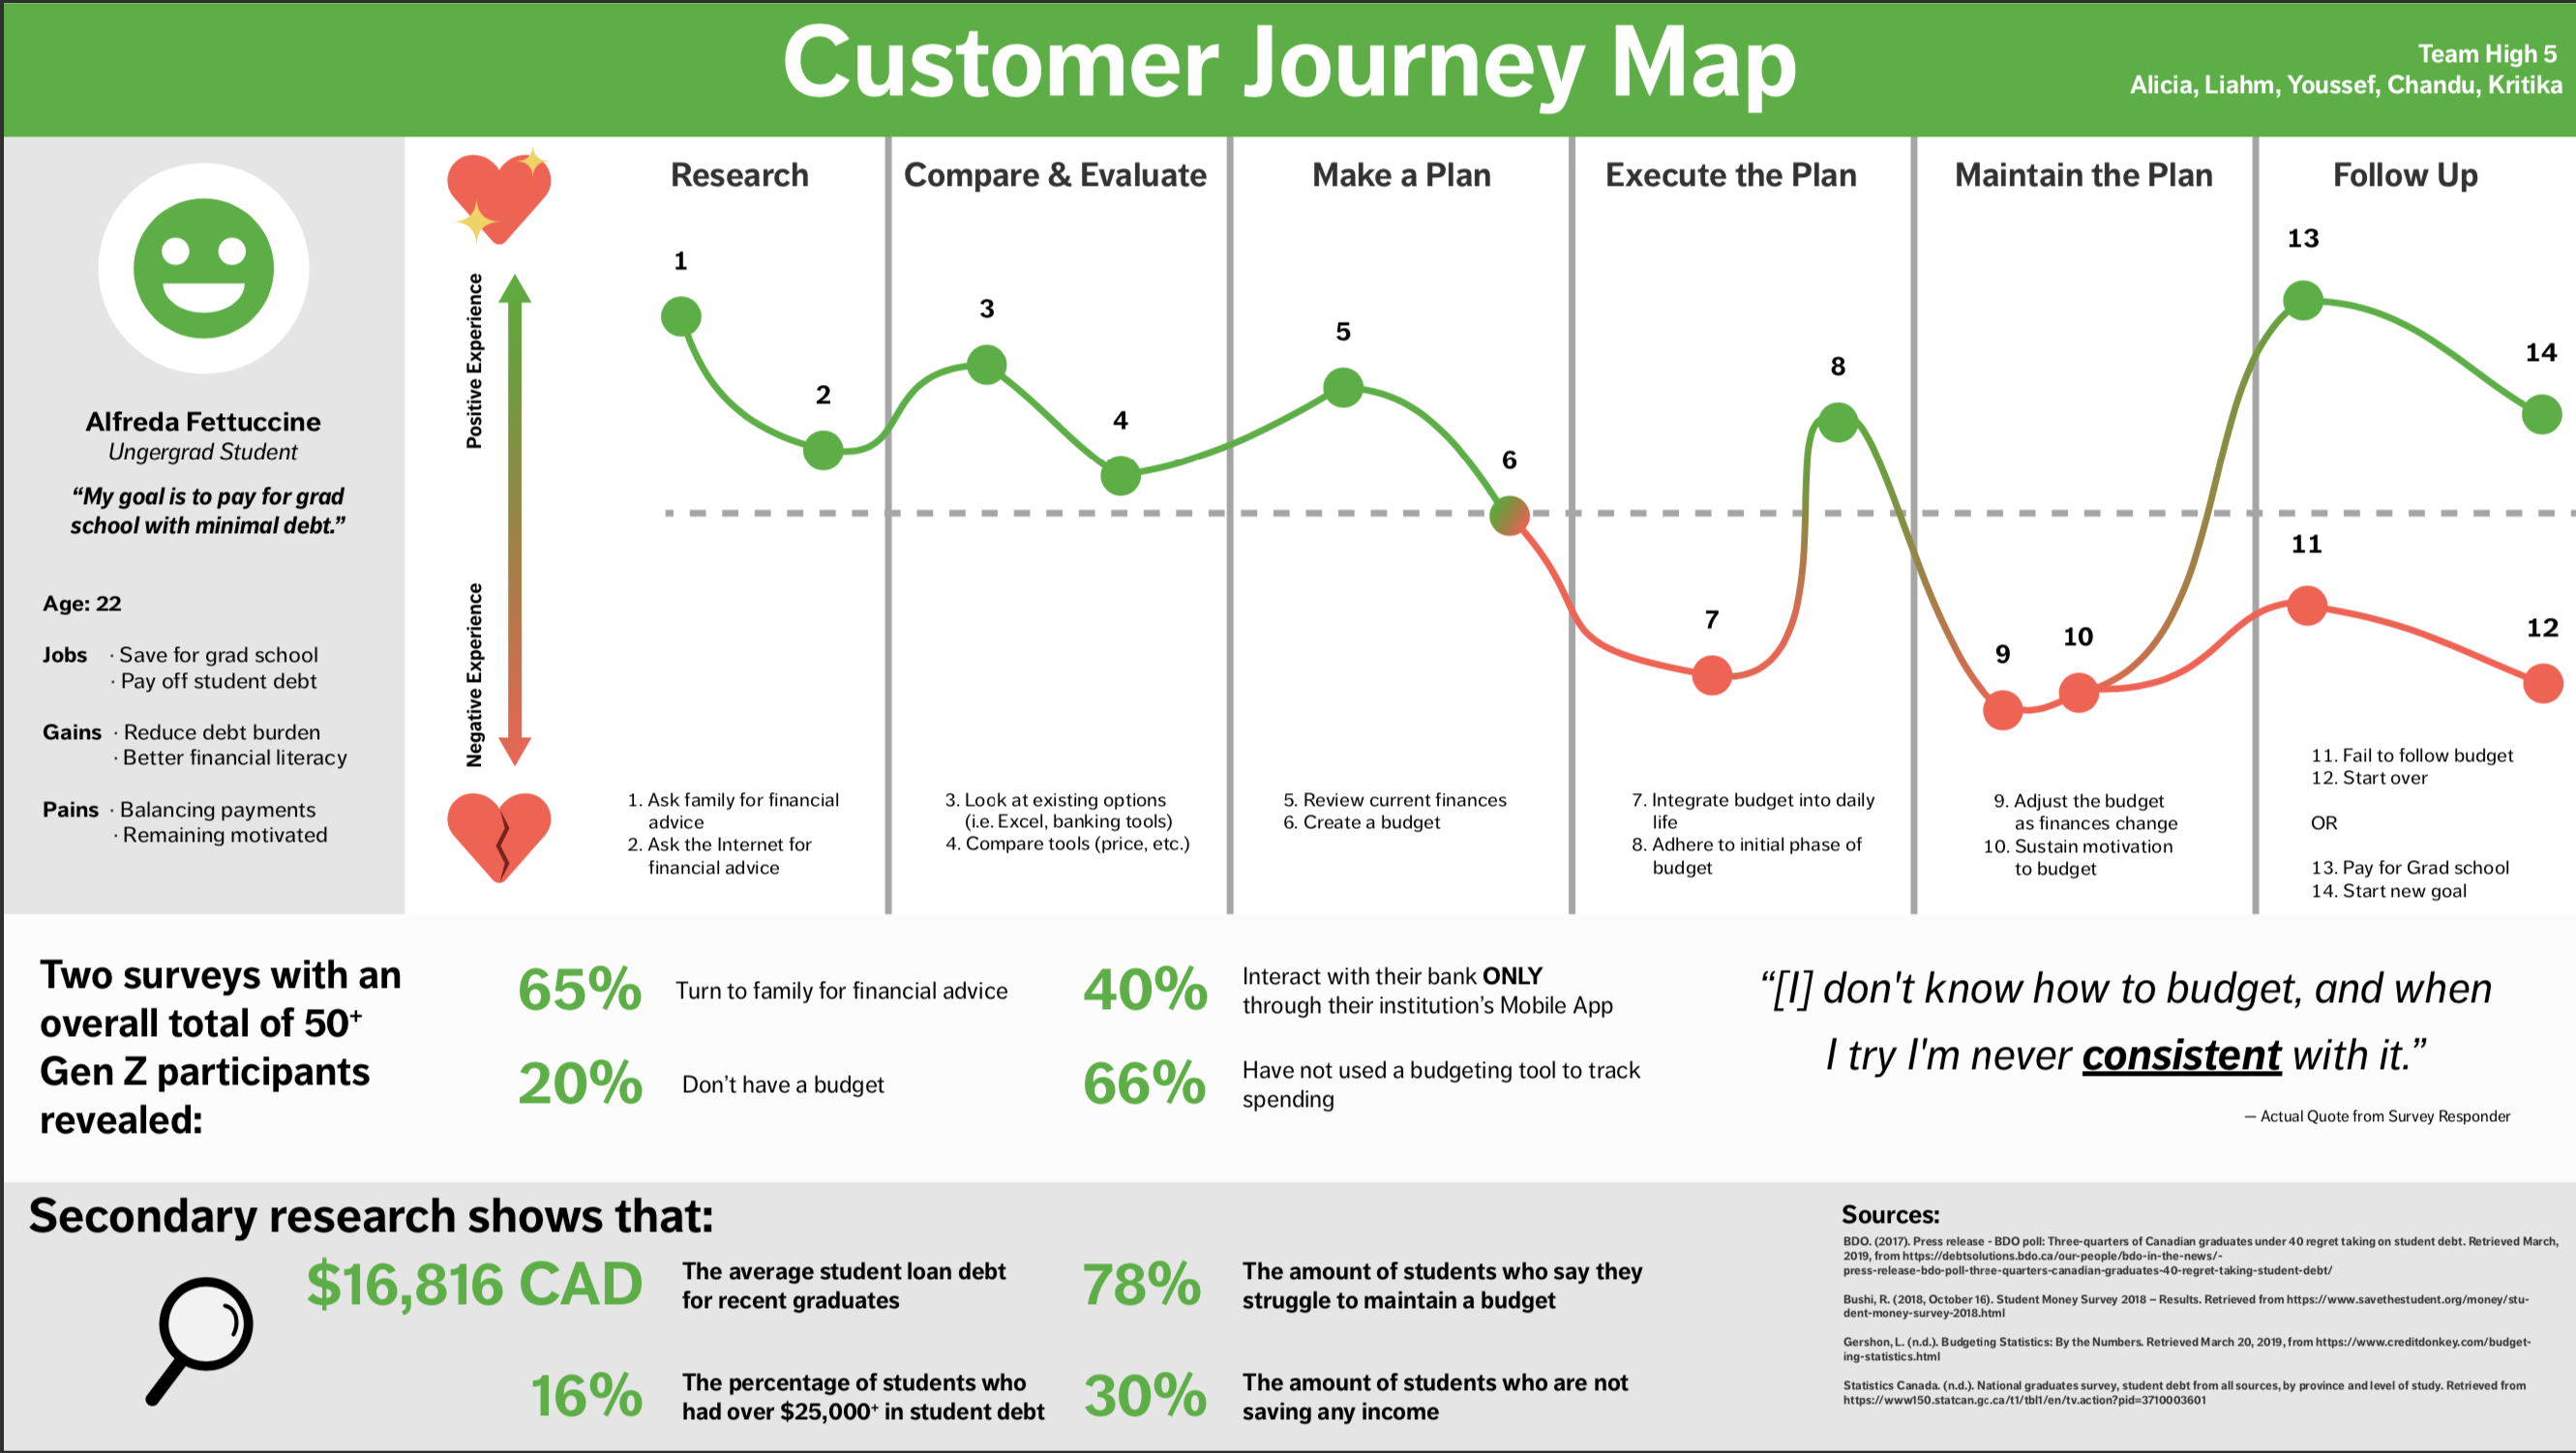 Customer Journey Map
Team High 5
Alicia, Liahm, Youssef, Chandu, Kritika
Alfreda Fettuccine
Ungergrad Student
“My goal is to pay for grad
school with minimal debt.”
Age: 22
Jobs · Save for grad school
· Pay off student debt
Gains · Reduce debt burden
· Better financial literacy
Pains · Balancing payments
· Remaining motivated
Positive Experience
Negative Experience
Research
1
2
1. Ask family for financial
advice
2. Ask the Internet for
financial advice
Compare & Evaluate
3
4
3. Look at existing options
(i.e. Excel, banking tools)
4. Compare tools (price, etc.)
Make a Plan
5
6
5. Review current finances
6. Create a budget
Execute the Plan
7
8
7. Integrate budget into daily
life
8. Adhere to initial phase of
budget
Maintain the Plan
9
10
9. Adjust the budget
as finances change
10. Sustain motivation
to budget
Follow Up
13
14
11
12
11. Fail to follow budget
12. Start over
OR
13. Pay for Grad school
14. Start new goal
Two surveys with an
overall total of 50+
Gen Z participants
revealed:
65% Turn to family for financial advice
20% Don’t have a budget
40% Interact with their bank ONLY
through their institution’s Mobile App
66% Have not used a budgeting tool to track
spending
“[I] don't know how to budget, and when
I try I'm never consistent with it.”
— Actual Quote from Survey Responder
Secondary research shows that:
$16,816 CAD The average student loan debt
for recent graduates
16% The percentage of students who
had over $25,000+ in student debt
78% The amount of students who say they
struggle to maintain a budget
30% The amount of students who are not
saving any income
Sources:
BDO. (2017). Press release - BDO poll: Three-quarters of Canadian graduates under 40 regret taking on student debt. Retrieved March,
2019, from https://debtsolutions.bdo.ca/our-people/bdo-in-the-news/-
press-release-bdo-poll-three-quarters-canadian-graduates-40-regret-taking-student-debt/
Bushi, R. (2018, October 16). Student Money Survey 2018 – Results. Retrieved from https://www.savethestudent.org/money/stu-
dent-money-survey-2018.html
Gershon, L. (n.d.). Budgeting Statistics: By the Numbers. Retrieved March 20, 2019, from https://www.creditdonkey.com/budget-
ing-statistics.html
Statistics Canada. (n.d.). National graduates survey, student debt from all sources, by province and level of study. Retrieved from
https://www150.statcan.gc.ca/t1/tbl1/en/tv.action?pid=3710003601